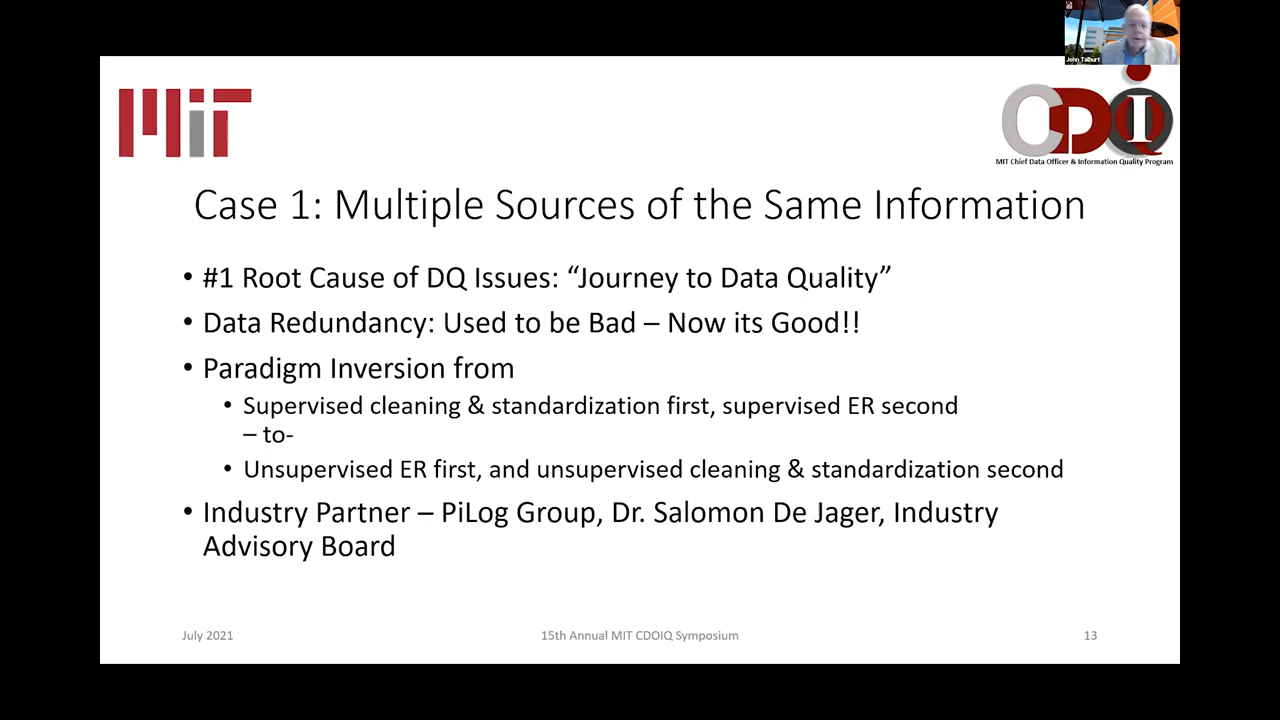 John Talburt
MiT
CDIQ
MIT Chief Data Officer & Information Quality Program
Case 1: Multiple Sources of the Same Information
• #1 Root Cause of DQ Issues: “Journey to Data Quality”
• Data Redundancy: Used to be Bad – Now its Good!!
• Paradigm Inversion from
• Supervised cleaning & standardization first, supervised ER second
– to-
• Unsupervised ER first, and unsupervised cleaning & standardization second
• Industry Partner – PiLog Group, Dr. Salomon De Jager, Industry
Advisory Board
July 2021
15th Annual MIT CDOIQ Symposium
13